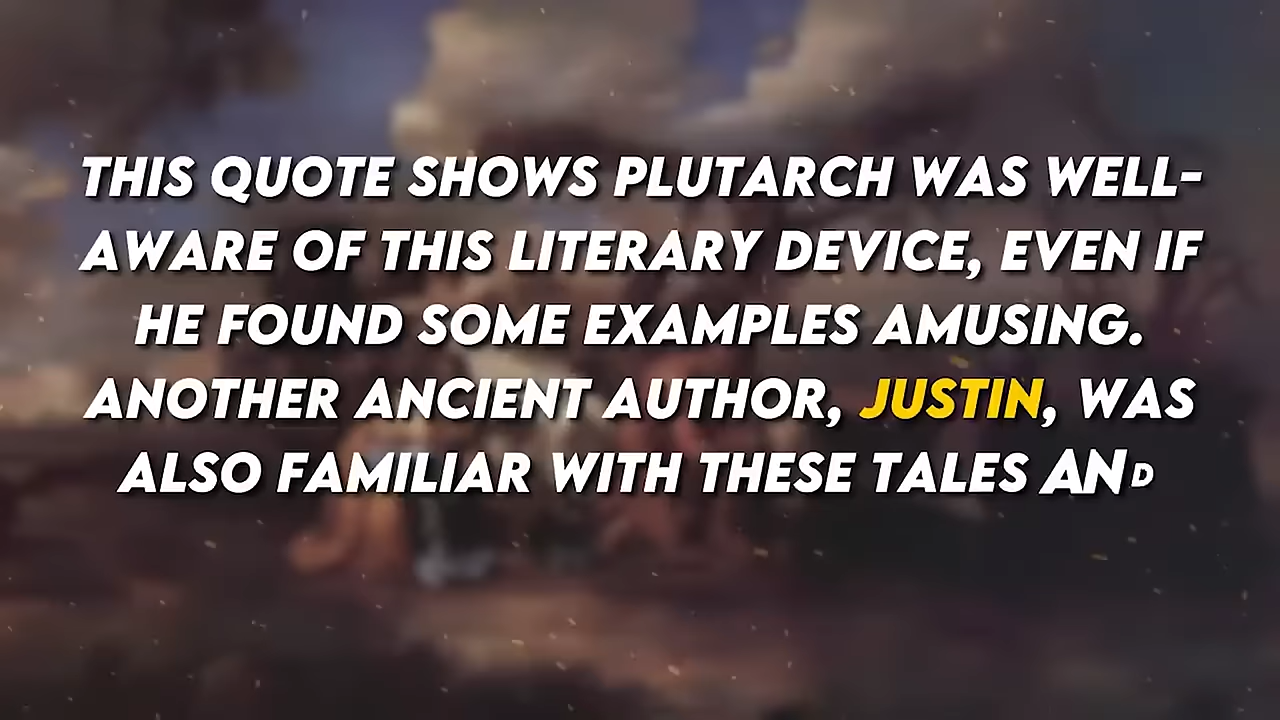 THIS QUOTE SHOWS PLUTARCH WAS WELL-
AWARE OF THIS LITERARY DEVICE, EVEN IF
HE FOUND SOME EXAMPLES AMUSING.
ANOTHER ANCIENT AUTHOR, JUSTIN, WAS
ALSO FAMILIAR WITH THESE TALES AND